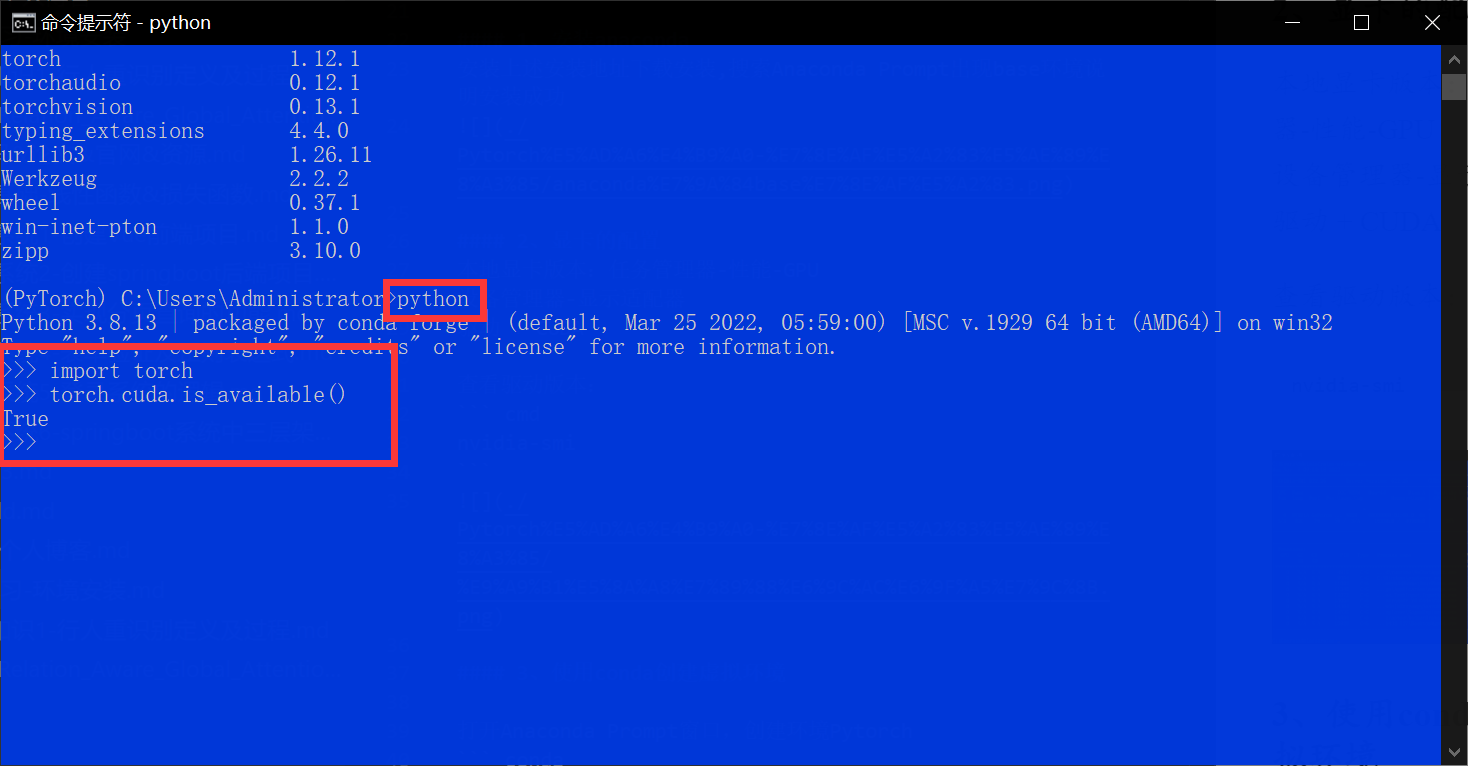 命令提示符 - python
torch 1.12.1
torchaudio 0.12.1
torchvision 0.13.1
typing_extensions 4.4.0
urllib3 1.26.11
Werkzeug 2.2.2
wheel 0.37.1
win-inet-pton 1.1.0
zipp 3.10.0
(PyTorch) C:\Users\Administrator>python
Python 3.8.13 | packaged by conda-forge | (default, Mar 25 2022, 05:59:00) [MSC v.1929 64 bit (AMD64)] on win32
Type "help", "copyright", "credits" or "license" for more information.
>>> import torch
>>> torch.cuda.is_available()
True
>>>